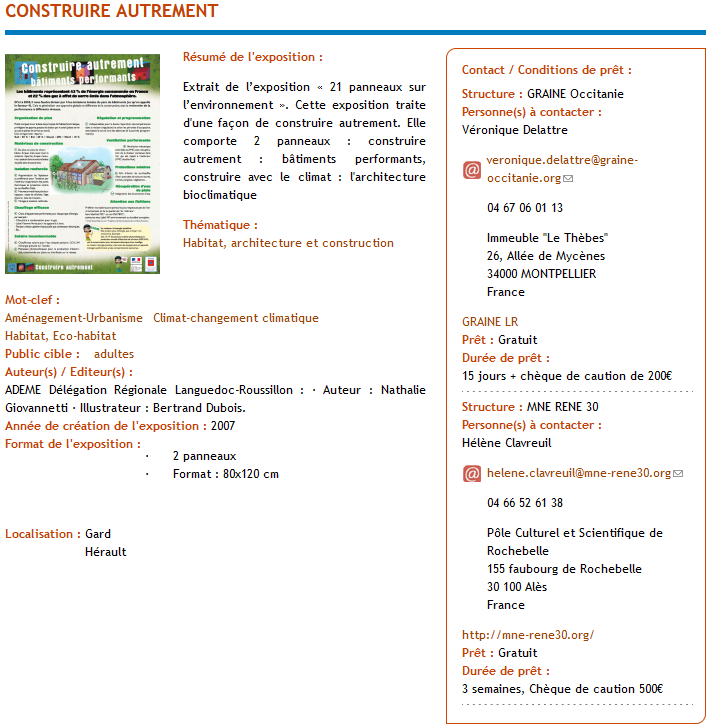 CONSTRUIRE AUTREMENT
Construire autrement
bâtiments performants
Résumé de l'exposition :
Extrait de l’exposition « 21 panneaux sur
l’environnement ». Cette exposition traite
d'une façon de construire autrement. Elle
comporte 2 panneaux : construire
autrement : bâtiments performants,
construire avec le climat : l'architecture
bioclimatique
Thématique :
Habitat, architecture et construction
Construire autrement
Mot-clef :
Aménagement-Urbanisme Climat-changement climatique
Habitat, Eco-habitat
Public cible : adultes
Auteur(s) / Editeur(s) :
ADEME Délégation Régionale Languedoc-Roussillon : · Auteur : Nathalie
Giovannetti · Illustrateur : Bertrand Dubois.
Année de création de l'exposition : 2007
Format de l'exposition :
· 2 panneaux
· Format : 80x120 cm
Localisation : Gard
Hérault
Contact / Conditions de prêt :
Structure : GRAINE Occitanie
Personne(s) à contacter :
Véronique Delattre
@ veronique.delattre@graine-
occitanie.org
04 67 06 01 13
Immeuble "Le Thèbes"
26, Allée de Mycènes
34000 MONTPELLIER
France
GRAINE LR
Prêt : Gratuit
Durée de prêt :
15 jours + chèque de caution de 200€
Structure : MNE RENE 30
Personne(s) à contacter :
Hélène Clavreuil
@ helene.clavreuil@mne-rene30.org
04 66 52 61 38
Pôle Culturel et Scientifique de
Rochebelle
155 faubourg de Rochebelle
30 100 Alès
France
http://mne-rene30.org/
Prêt : Gratuit
Durée de prêt :
3 semaines, Chèque de caution 500€